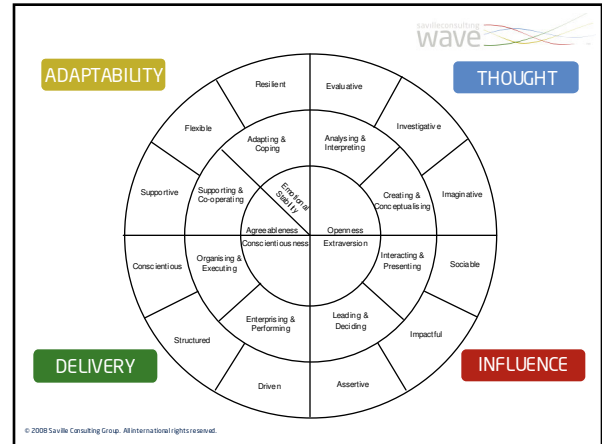 savilleconsulting
wave
ADAPTABILITY
THOUGHT
Resilient
Evaluative
Flexible
Investigative
Adapting &
Coping
Analysing &
Interpreting
Supportive
Supporting &
Co-operating
Emotional
Stability
Creating &
Conceptualising
Imaginative
Agreeableness
Openness
Conscientiousness
Extraversion
Conscientious
Organising &
Executing
Interacting &
Presenting
Sociable
Enterprising &
Performing
Leading &
Deciding
Structured
Impactful
Driven
Assertive
DELIVERY
INFLUENCE
© 2008 Saville Consulting Group. All international rights reserved.